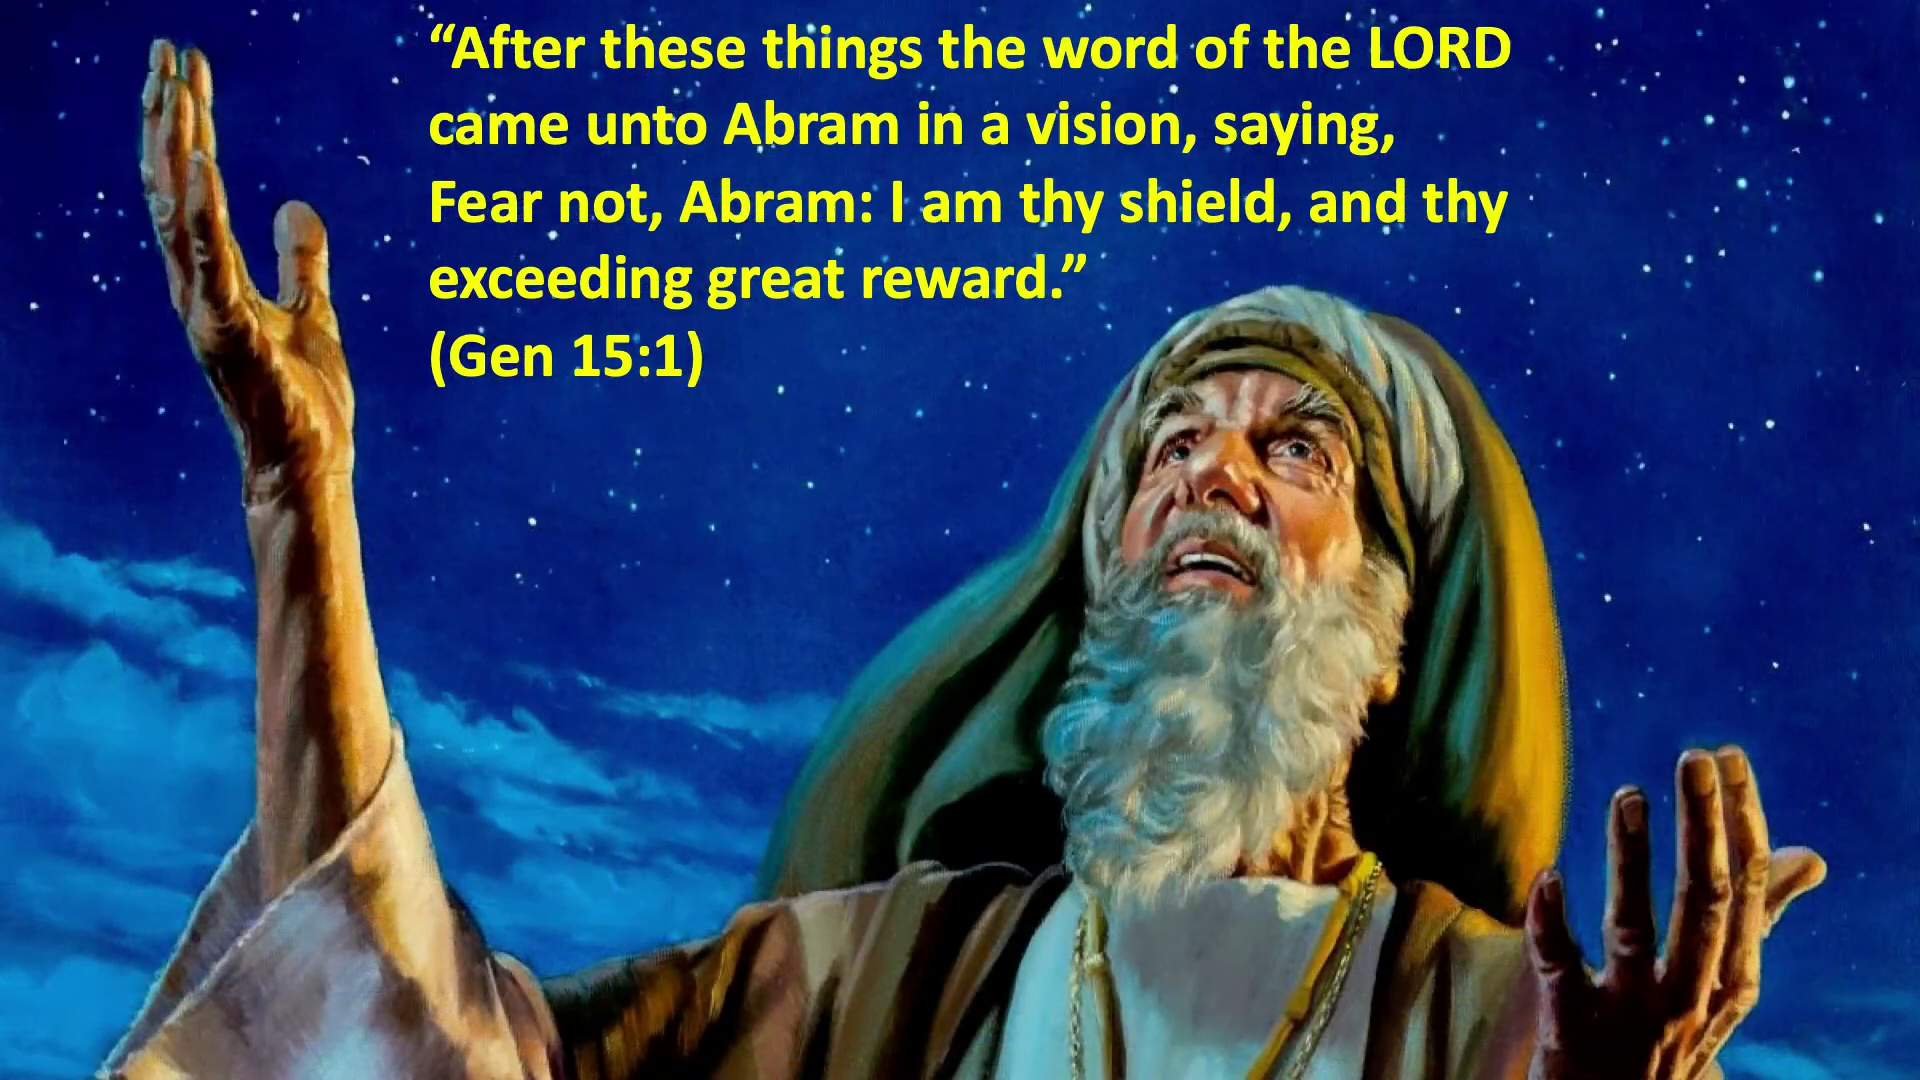 “After these things the word of the LORD
came unto Abram in a vision, saying,
Fear not, Abram: I am thy shield, and thy
exceeding great reward.”
(Gen 15:1)